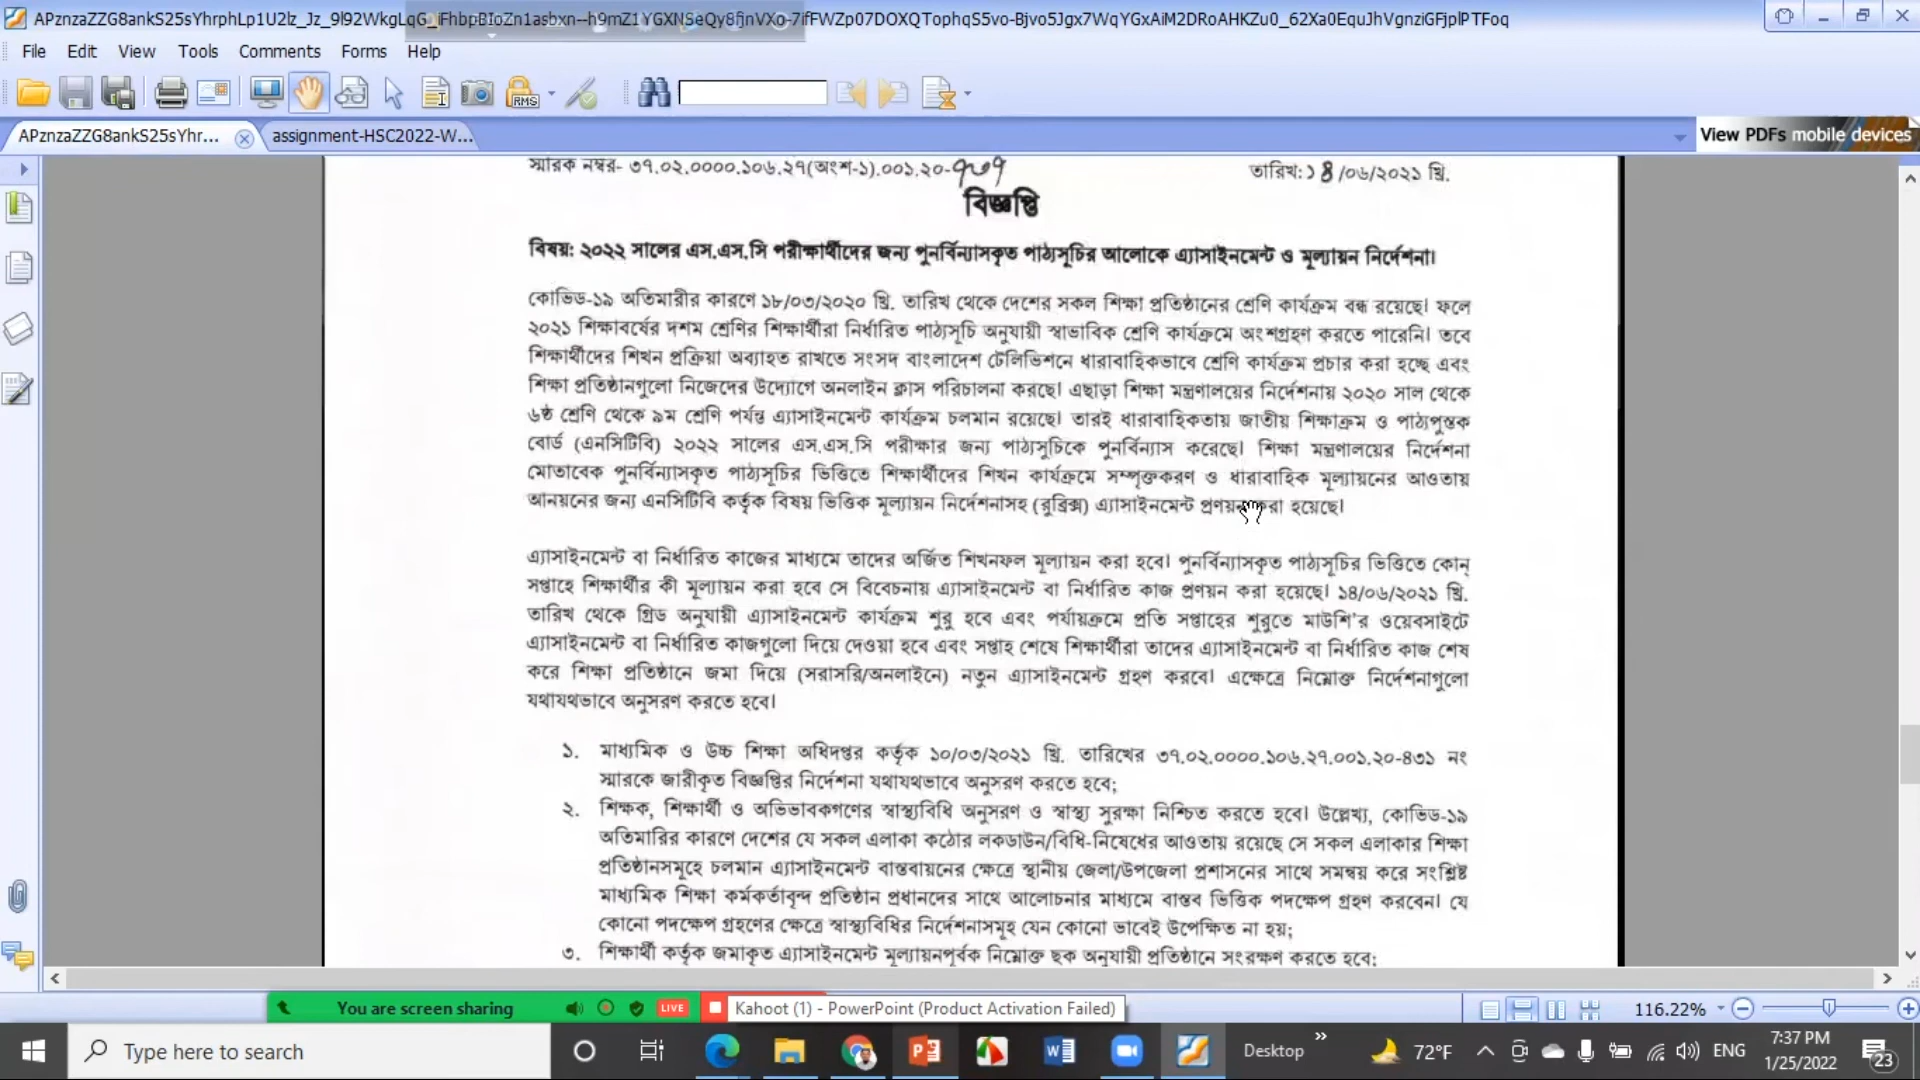 File Edit View Tools Comments Forms Help
RMS
APznzaZZG8ankS25sYhr... assignment-HSC2022-W...
View PDFs mobile devices
স্মারক নম্বর- ৩৭.০২.০০০০.১০৬.২৭(অংশ-১).০০১.২০-৭০৭ তারিখ:১৪/০৬/২০২১ খ্রি.
বিজ্ঞপ্তি
বিষয়: ২০২২ সালের এস.এস.সি পরীক্ষার্থীদের জন্য পুনর্বিন্যাসকৃত পাঠ্যসূচির আলোকে এ্যাসাইনমেন্ট ও মূল্যায়ন নির্দেশনা।
কোভিড-১৯ অতিমারীর কারণে ১৮/০৩/২০২০ খ্রি. তারিখ থেকে দেশের সকল শিক্ষা প্রতিষ্ঠানের শ্রেণি কার্যক্রম বন্ধ রয়েছে। ফলে
২০২১ শিক্ষাবর্ষের দশম শ্রেণির শিক্ষার্থীরা নির্ধারিত পাঠ্যসূচি অনুযায়ী স্বাভাবিক শ্রেণি কার্যক্রমে অংশগ্রহণ করতে পারেনি। তবে
শিক্ষার্থীদের শিখন প্রক্রিয়া অব্যাহত রাখতে সংসদ বাংলাদেশ টেলিভিশনে ধারাবাহিকভাবে শ্রেণি কার্যক্রম প্রচার করা হচ্ছে এবং
শিক্ষা প্রতিষ্ঠানগুলো নিজেদের উদ্যোগে অনলাইন ক্লাস পরিচালনা করছে। এছাড়া শিক্ষা মন্ত্রণালয়ের নির্দেশনায় ২০২০ সাল থেকে
৬ষ্ঠ শ্রেণি থেকে ৯ম শ্রেণি পর্যন্ত এ্যাসাইনমেন্ট কার্যক্রম চলমান রয়েছে। তারই ধারাবাহিকতায় জাতীয় শিক্ষাক্রম ও পাঠ্যপুস্তক
বোর্ড (এনসিটিবি) ২০২২ সালের এস.এস.সি পরীক্ষার জন্য পাঠ্যসুচিকে পুনর্বিন্যাস করেছে। শিক্ষা মন্ত্রণালয়ের নির্দেশনা
মোতাবেক পুনর্বিন্যাসকৃত পাঠ্যসূচির ভিত্তিতে শিক্ষার্থীদের শিখন কার্যক্রমে সম্পৃক্তকরণ ও ধারাবাহিক মূল্যায়নের আওতায়
আনয়নের জন্য এনসিটিবি কর্তৃক বিষয় ভিত্তিক মূল্যায়ন নির্দেশনাসহ (রুব্রিক্স) এ্যাসাইনমেন্ট প্রণয়ন করা হয়েছে।
এ্যাসাইনমেন্ট বা নির্ধারিত কাজের মাধ্যমে তাদের অর্জিত শিখনফল মূল্যায়ন করা হবে। পুনর্বিন্যাসকৃত পাঠ্যসূচির ভিত্তিতে কোন্
সপ্তাহে শিক্ষার্থীর কী মূল্যায়ন করা হবে সে বিবেচনায় এ্যাসাইনমেন্ট বা নির্ধারিত কাজ প্রণয়ন করা হয়েছে। ১৪/০৬/২০২১ খ্রি.
তারিখ থেকে গ্রিড অনুযায়ী এ্যাসাইনমেন্ট কার্যক্রম শুরু হবে এবং পর্যায়ক্রমে প্রতি সপ্তাহের শুরুতে মাউশি'র ওয়েবসাইটে
এ্যাসাইনমেন্ট বা নির্ধারিত কাজগুলো দিয়ে দেওয়া হবে এবং সপ্তাহ শেষে শিক্ষার্থীরা তাদের এ্যাসাইনমেন্ট বা নির্ধারিত কাজ শেষ
করে শিক্ষা প্রতিষ্ঠানে জমা দিয়ে (সরাসরি/অনলাইনে) নতুন এ্যাসাইনমেন্ট গ্রহণ করবে। এক্ষেত্রে নিম্নোক্ত নির্দেশনাগুলো
যথাযথভাবে অনুসরণ করতে হবে।
১. মাধ্যমিক ও উচ্চ শিক্ষা অধিদপ্তর কর্তৃক ১০/০৩/২০২১ খ্রি. তারিখের ৩৭.০২.০০০০.১০৬.২৭.০০১.২০-৪৩১ নং
স্মারকে জারীকৃত বিজ্ঞপ্তির নির্দেশনা যথাযথভাবে অনুসরণ করতে হবে;
২. শিক্ষক, শিক্ষার্থী ও অভিভাবকগণের স্বাস্থ্যবিধি অনুসরণ ও স্বাস্থ্য সুরক্ষা নিশ্চিত করতে হবে। উল্লেখ্য, কোভিড-১৯
অতিমারির কারণে দেশের যে সকল এলাকা কঠোর লকডাউন/বিধি-নিষেধের আওতায় রয়েছে সে সকল এলাকার শিক্ষা
প্রতিষ্ঠানসমূহে চলমান এ্যাসাইনমেন্ট বাস্তবায়নের ক্ষেত্রে স্থানীয় জেলা/উপজেলা প্রশাসনের সাথে সমন্বয় করে সংশ্লিষ্ট
মাধ্যমিক শিক্ষা কর্মকর্তাবৃন্দ প্রতিষ্ঠান প্রধানদের সাথে আলোচনার মাধ্যমে বাস্তব ভিত্তিক পদক্ষেপ গ্রহণ করবেন। যে
কোনো পদক্ষেপ গ্রহণের ক্ষেত্রে স্বাস্থ্যবিধির নির্দেশনাসমূহ যেন কোনো ভাবেই উপেক্ষিত না হয়;
৩. শিক্ষার্থী কর্তৃক জমাকৃত এ্যাসাইনমেন্ট মূল্যায়নপূর্বক নিম্নোক্ত ছক অনুযায়ী প্রতিষ্ঠানে সংরক্ষণ করতে হবে;
You are screen sharing LIVE Kahoot (1) - PowerPoint (Product Activation Failed) 116.22%
Type here to search Desktop 72°F ENG 7:37 PM
1/25/2022 23